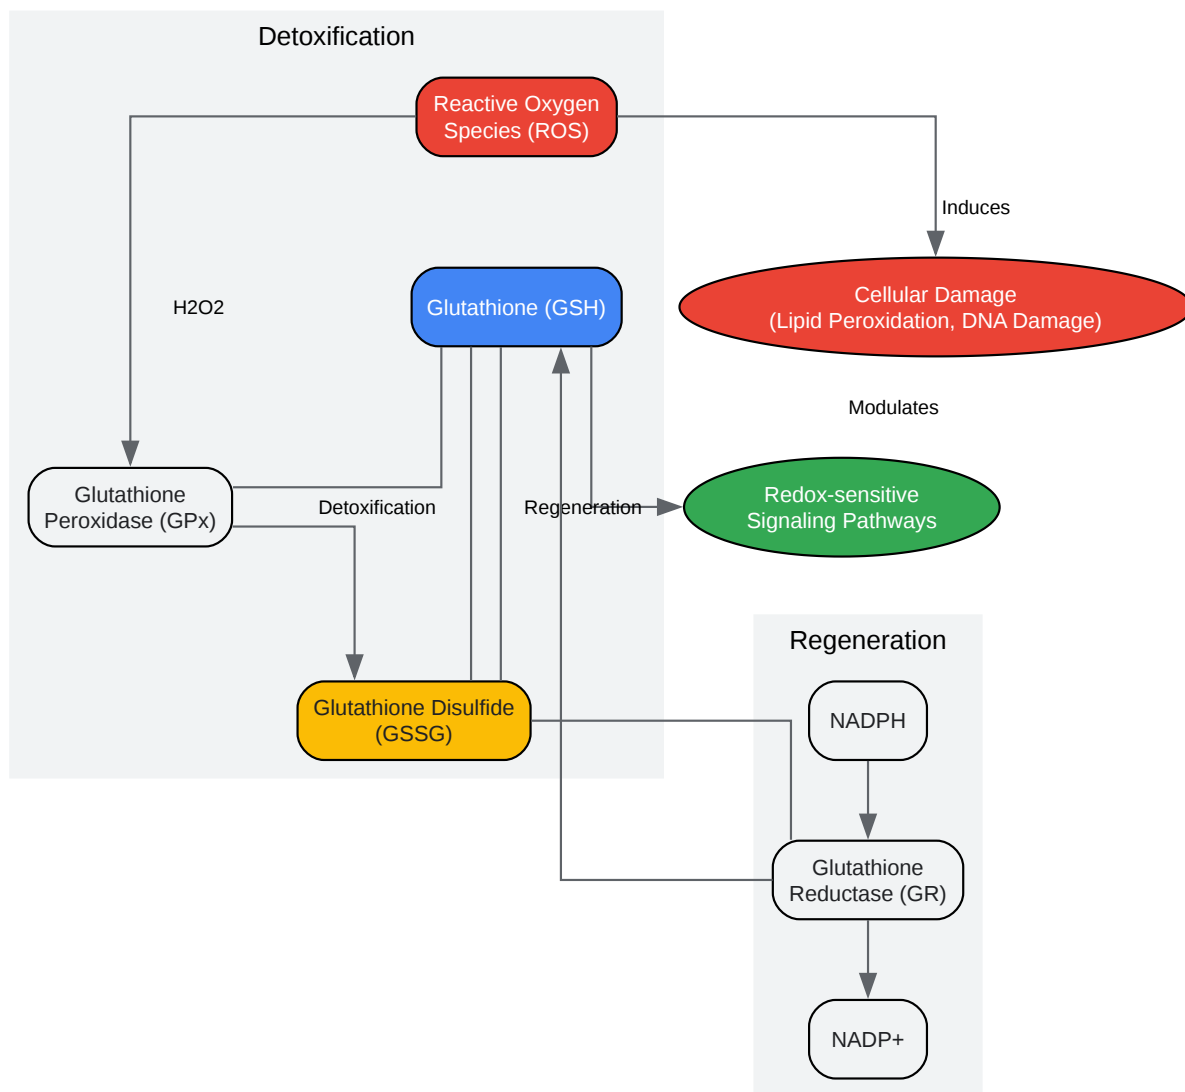 Detoxification
Reactive Oxygen
Species (ROS)
Induces
Glutathione (GSH)
H2O2
Cellular Damage
(Lipid Peroxidation, DNA Damage)
Modulates
Glutathione
Peroxidase (GPx)
Detoxification
Regeneration
Redox-sensitive
Signaling Pathways
Regeneration
Glutathione Disulfide
(GSSG)
NADPH
Glutathione
Reductase (GR)
NADP+